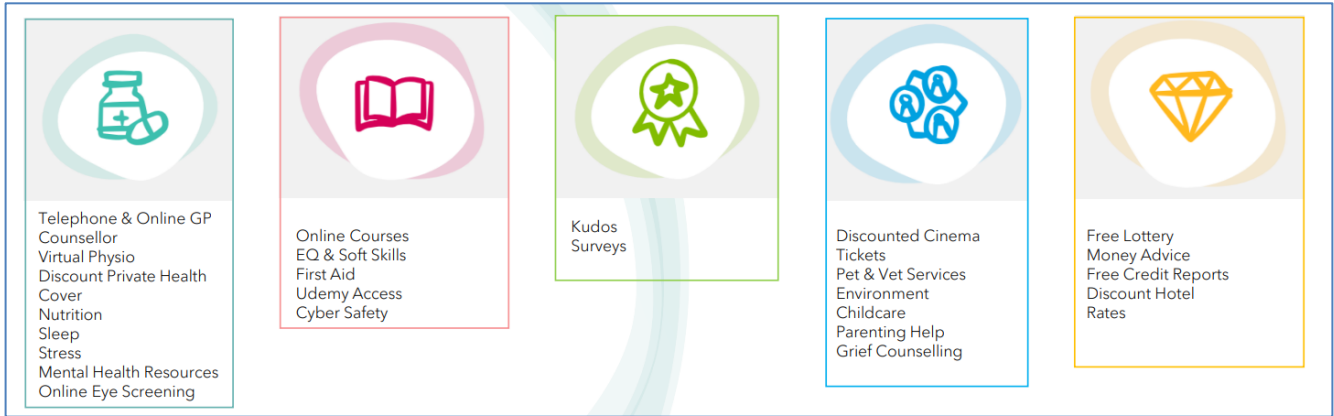 Telephone & Online GP
Counsellor
Virtual Physio
Discount Private Health
Cover
Nutrition
Sleep
Stress
Mental Health Resources
Online Eye Screening
Online Courses
EQ & Soft Skills
First Aid
Udemy Access
Cyber Safety
Kudos
Surveys
Discounted Cinema
Tickets
Pet & Vet Services
Environment
Childcare
Parenting Help
Grief Counselling
Free Lottery
Money Advice
Free Credit Reports
Discount Hotel
Rates